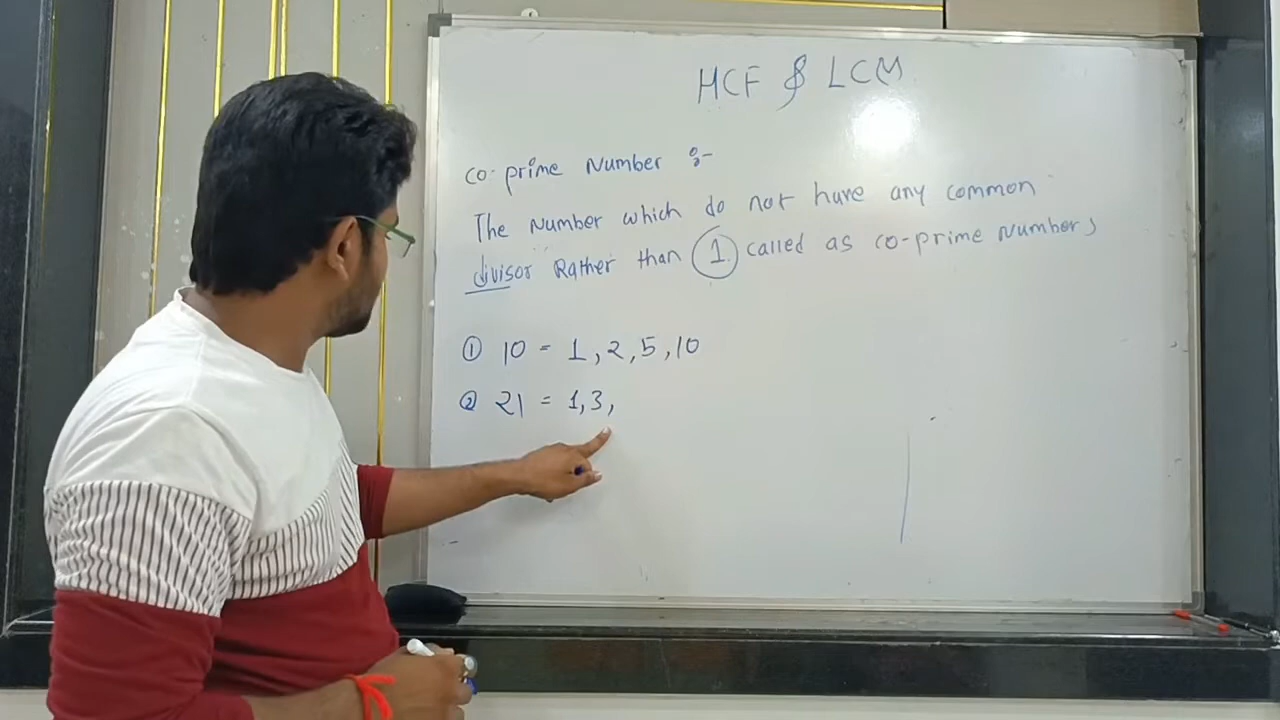 HCF & LCM
co-prime Number :-
The Number which do not have any common
divisor Rather than 1 called as co-prime Numbers
① 10 = 1, 2, 5, 10
② 21 = 1, 3,